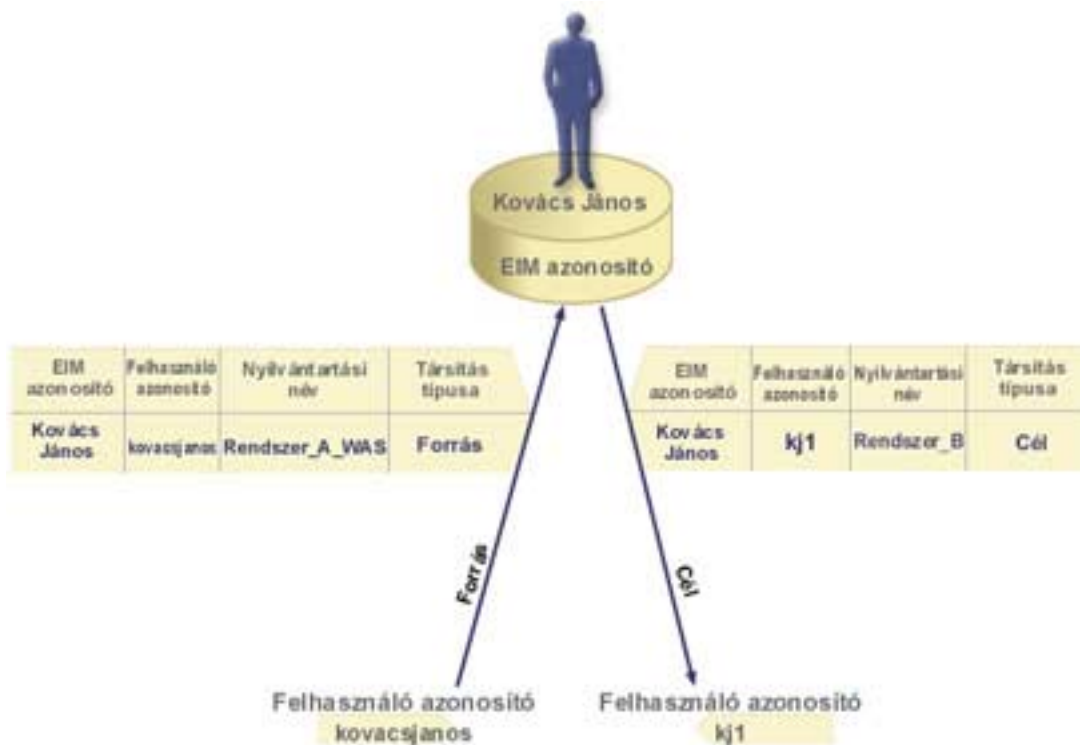 Kovács János
EIM azonosító
EIM azonosító
Felhasználó azonosító
Nyilvántartási név
Társítás típusa
Kovács János
kovacsjanos
Rendszer_A_WAS
Forrás
EIM azonosító
Felhasználó azonosító
Nyilvántartási név
Társítás típusa
Kovács János
kj1
Rendszer_B
Cél
Forrás
Cél
Felhasználó azonosító
kovacsjanos
Felhasználó azonosító
kj1